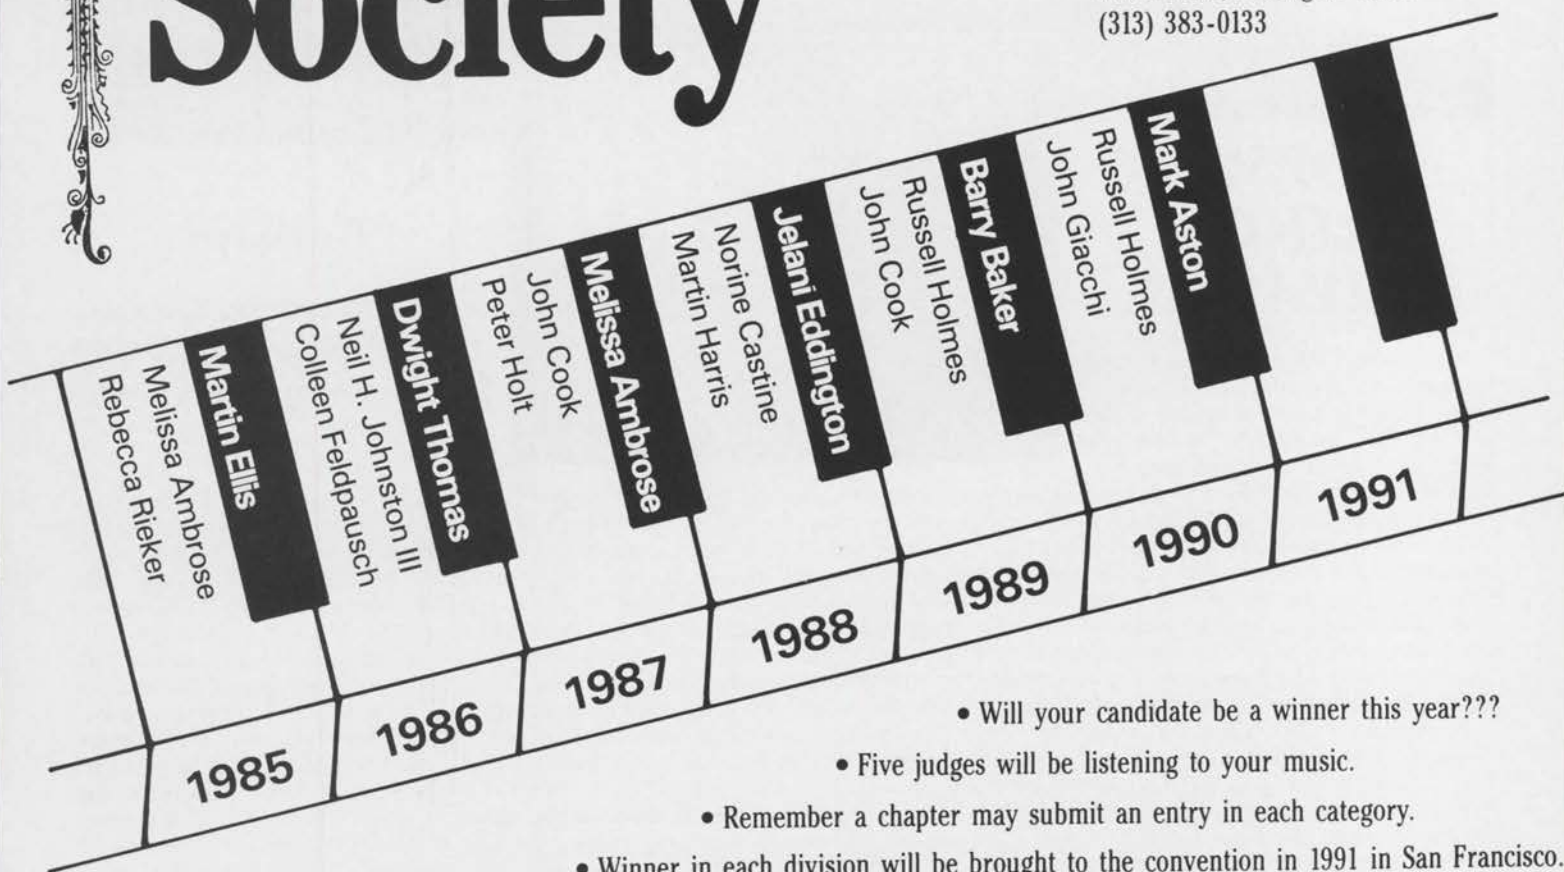 Society
(313) 383-0133
Rebecca Rieker
Melissa Ambrose
Martin Ellis
Colleen Feldpausch
Neil H. Johnston III
Dwight Thomas
Peter Holt
John Cook
Melissa Ambrose
Martin Harris
Norine Castine
Jelani Eddington
John Cook
Russell Holmes
Barry Baker
John Giacchi
Russell Holmes
Mark Aston
1985
1986
1987
1988
1989
1990
1991
• Will your candidate be a winner this year???
• Five judges will be listening to your music.
• Remember a chapter may submit an entry in each category.
• Winner in each division will be brought to the convention in 1991 in San Francisco.